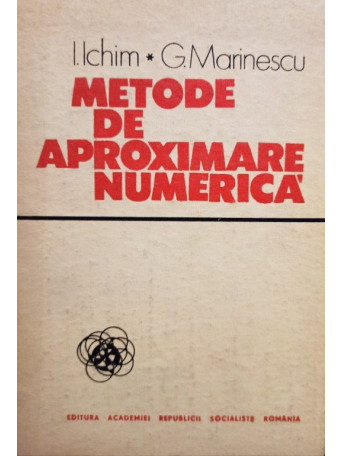 I. Ichim * G. Marinescu
METODE
DE
APROXIMARE
NUMERICĂ
EDITURA ACADEMIEI REPUBLICII SOCIALISTE ROMÂNIA